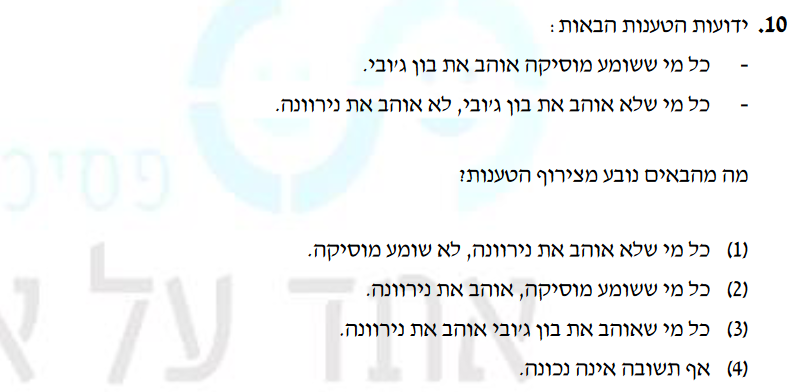 10. ידועות הטענות הבאות:
- כל מי ששומע מוסיקה אוהב את בון ג'ובי.
- כל מי שלא אוהב את בון ג'ובי, לא אוהב את נירוונה.
מה מהבאים נובע מצירוף הטענות?
(1) כל מי שלא אוהב את נירוונה, לא שומע מוסיקה.
(2) כל מי ששומע מוסיקה, אוהב את נירוונה.
(3) כל מי שאוהב את בון ג'ובי אוהב את נירוונה.
(4) אף תשובה אינה נכונה.